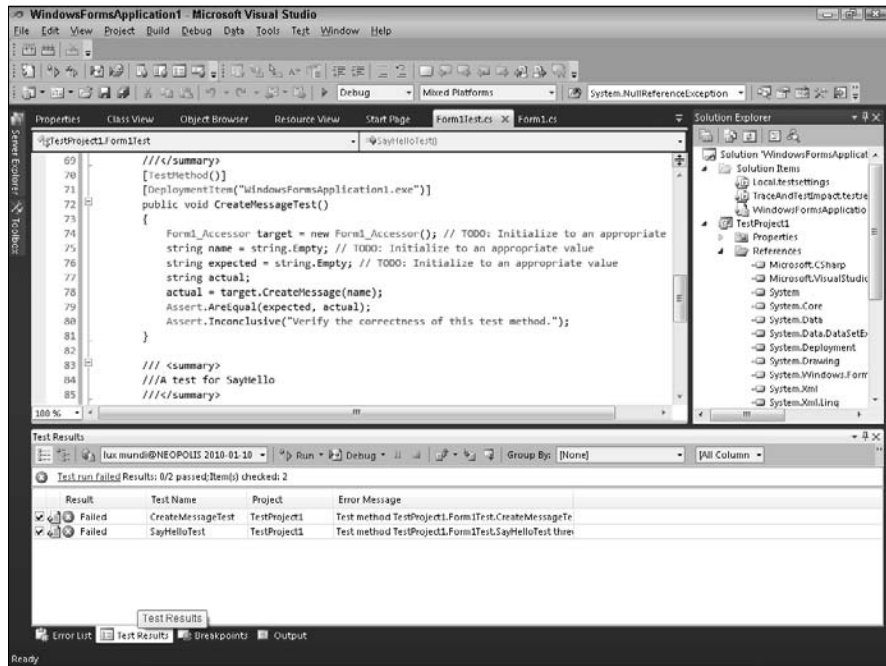 WindowsFormsApplication1 - Microsoft Visual Studio
File Edit View Project Build Debug Data Tools Test Window Help
Debug Mixed Platforms System.NullReferenceException
Server Explorer
Toolbox
Properties Class View Object Browser Resource View Start Page Form1Test.cs X Form1.cs
TestProject1.Form1Test SayHelloTest()
69 ///</summary>
70 [TestMethod()]
71 [DeploymentItem("WindowsFormsApplication1.exe")]
72 public void CreateMessageTest()
73 {
74 Form1_Accessor target = new Form1_Accessor(); // TODO: Initialize to an appropriate
75 string name = string.Empty; // TODO: Initialize to an appropriate value
76 string expected = string.Empty; // TODO: Initialize to an appropriate value
77 string actual;
78 actual = target.CreateMessage(name);
79 Assert.AreEqual(expected, actual);
80 Assert.Inconclusive("Verify the correctness of this test method.");
81 }
82
83 /// <summary>
84 ///A test for SayHello
85 ///</summary>
100 %
Solution Explorer
Solution 'WindowsFormsApplicat
Solution Items
Local.testsettings
TraceAndTestImpact.testse
WindowsFormsApplicatio
TestProject1
Properties
References
Microsoft.CSharp
Microsoft.VisualStudio
System
System.Core
System.Data
System.Data.DataSetE
System.Deployment
System.Drawing
System.Windows.Form
System.Xml
System.Xml.Linq
Test Results
lux mundi@NEOPOLIS 2010-01-10 Run Debug Group By: [None] [All Column
Test run failed Results: 0/2 passed;Item(s) checked: 2
Result Test Name Project Error Message
Failed CreateMessageTest TestProject1 Test method TestProject1.Form1Test.CreateMessageTe
Failed SayHelloTest TestProject1 Test method TestProject1.Form1Test.SayHelloTest threw
Test Results
Error List Test Results Breakpoints Output
Ready